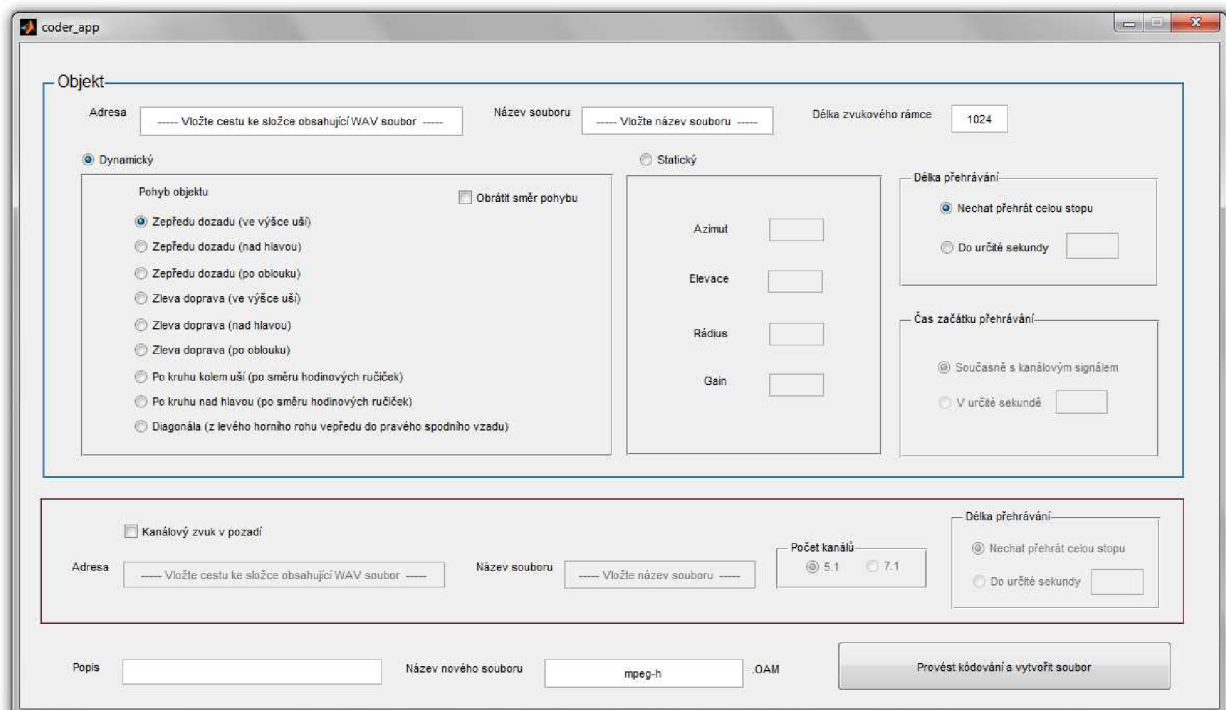 coder_app
Objekt
Adresa
----- Vložte cestu ke složce obsahující WAV soubor -----
Název souboru
----- Vložte název souboru -----
Délka zvukového rámce
1024
Dynamický
Statický
Pohyb objektu
Obrátit směr pohybu
Zepředu dozadu (ve výšce uší)
Zepředu dozadu (nad hlavou)
Zepředu dozadu (po oblouku)
Zleva doprava (ve výšce uší)
Zleva doprava (nad hlavou)
Zleva doprava (po oblouku)
Po kruhu kolem uší (po směru hodinových ručiček)
Po kruhu nad hlavou (po směru hodinových ručiček)
Diagonála (z levého horního rohu vepředu do pravého spodního vzadu)
Azimut
Elevace
Rádius
Gain
Délka přehrávání
Nechat přehrát celou stopu
Do určité sekundy
Čas začátku přehrávání
Současně s kanálovým signálem
V určité sekundě
Kanálový zvuk v pozadí
Adresa
----- Vložte cestu ke složce obsahující WAV soubor -----
Název souboru
----- Vložte název souboru -----
Počet kanálů
5.1
7.1
Délka přehrávání
Nechat přehrát celou stopu
Do určité sekundy
Popis
Název nového souboru
mpeg-h
.OAM
Provést kódování a vytvořit soubor